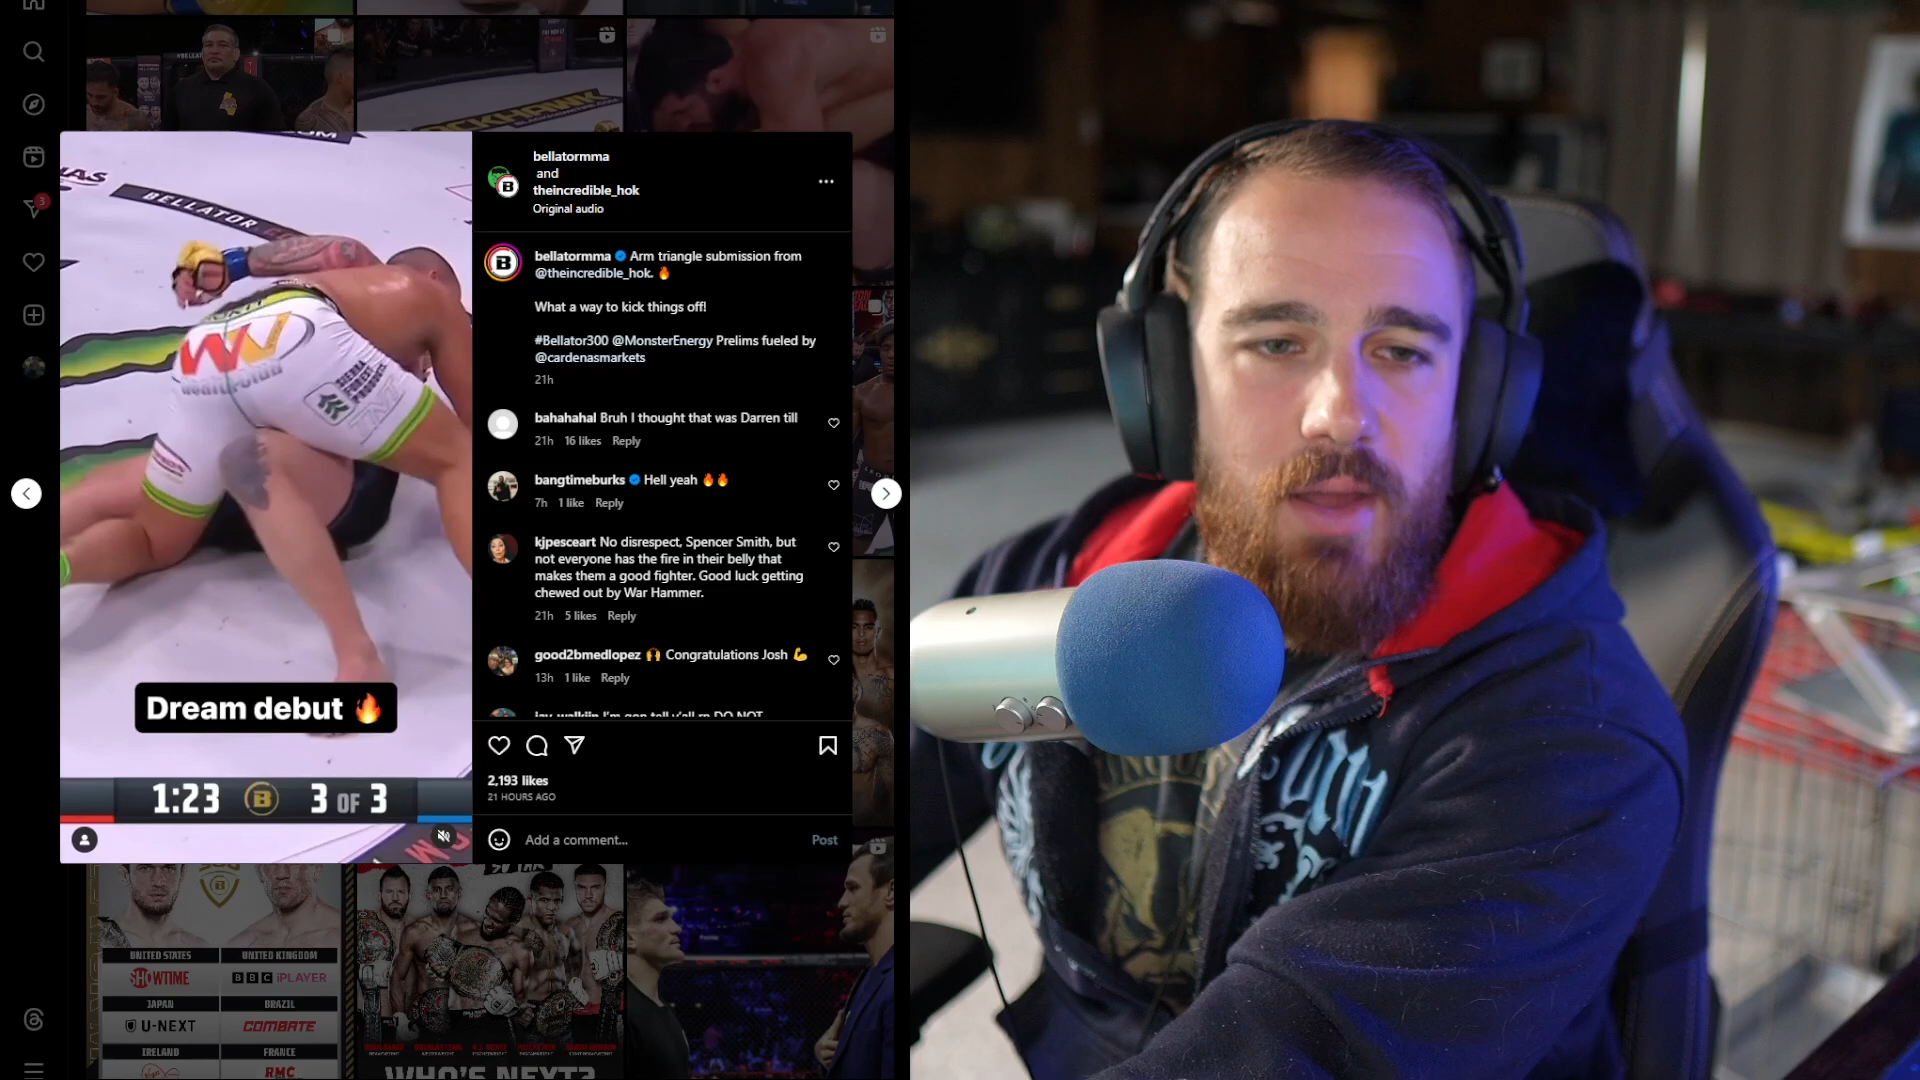 bellatormma
and
theincredible_hok
Original audio
bellatormma Arm triangle submission from
@theincredible_hok. 🔥
What a way to kick things off!
#Bellator300 @MonsterEnergy Prelims fueled by
@cardenasmarkets
21h
bahahahal Bruh I thought that was Darren till
21h 16 likes Reply
bangtimeburks Hell yeah 🔥🔥
7h 1 like Reply
kjpesceart No disrespect, Spencer Smith, but
not everyone has the fire in their belly that
makes them a good fighter. Good luck getting
chewed out by War Hammer.
21h 5 likes Reply
good2bmedlopez 🙌 Congratulations Josh 💪
13h 1 like Reply
2,193 likes
21 HOURS AGO
Add a comment... Post
3
BELLATOR
Dream debut 🔥
1:23 B 3 OF 3
UNITED STATES UNITED KINGDOM
SHOWTIME BBC iPLAYER
JAPAN BRAZIL
U-NEXT COMBATE
IRELAND FRANCE
RMC
WHO'S NEXT?